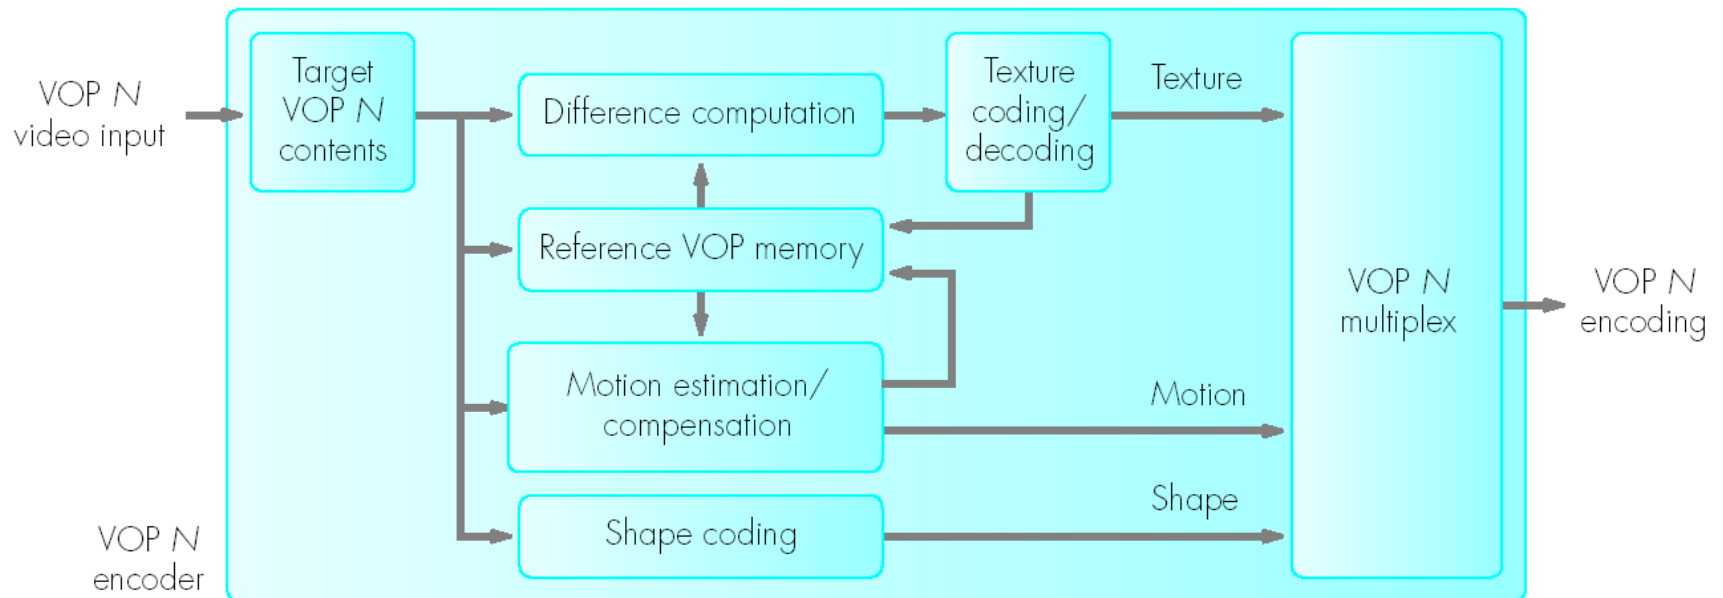 VOP N
video input
Target
VOP N
contents
Difference computation
Texture
coding/
decoding
Texture
Reference VOP memory
VOP N
multiplex
VOP N
encoding
Motion estimation/
compensation
Motion
Shape coding
Shape
VOP N
encoder